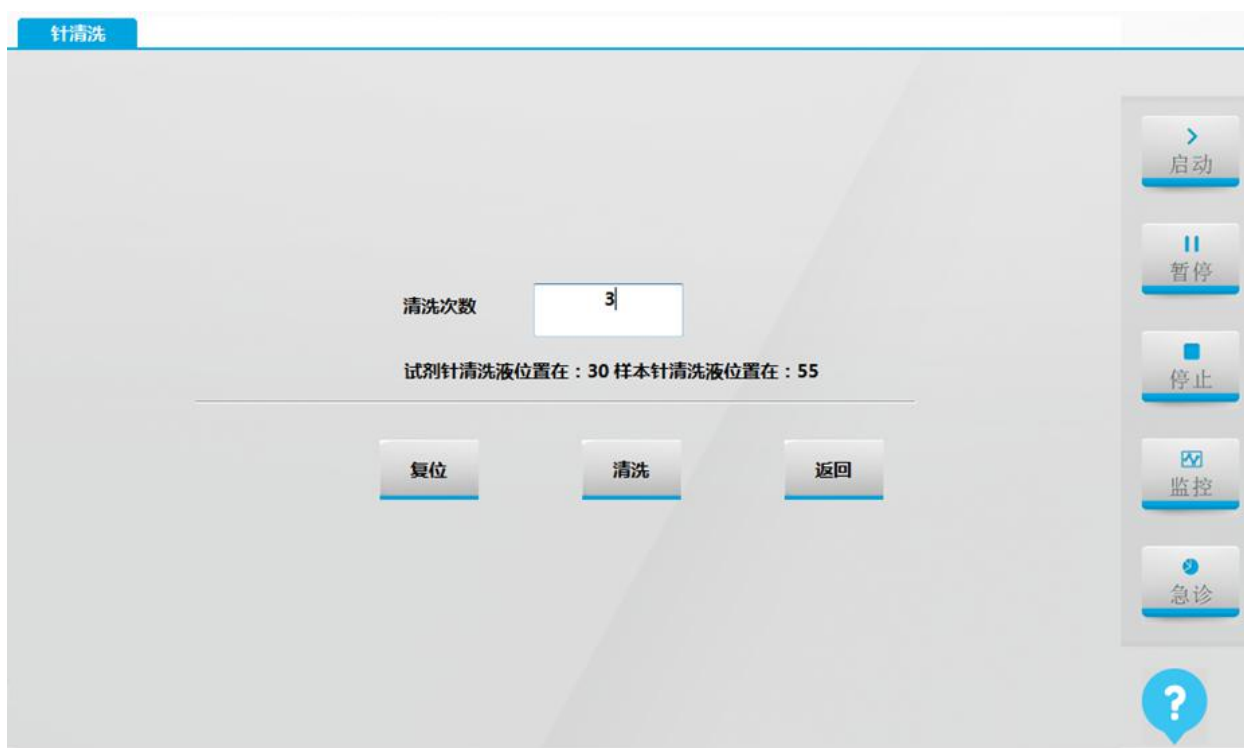 针清洗
清洗次数 3
试剂针清洗液位置在：30 样本针清洗液位置在：55
复位 清洗 返回
启动
暂停
停止
监控
急诊
?